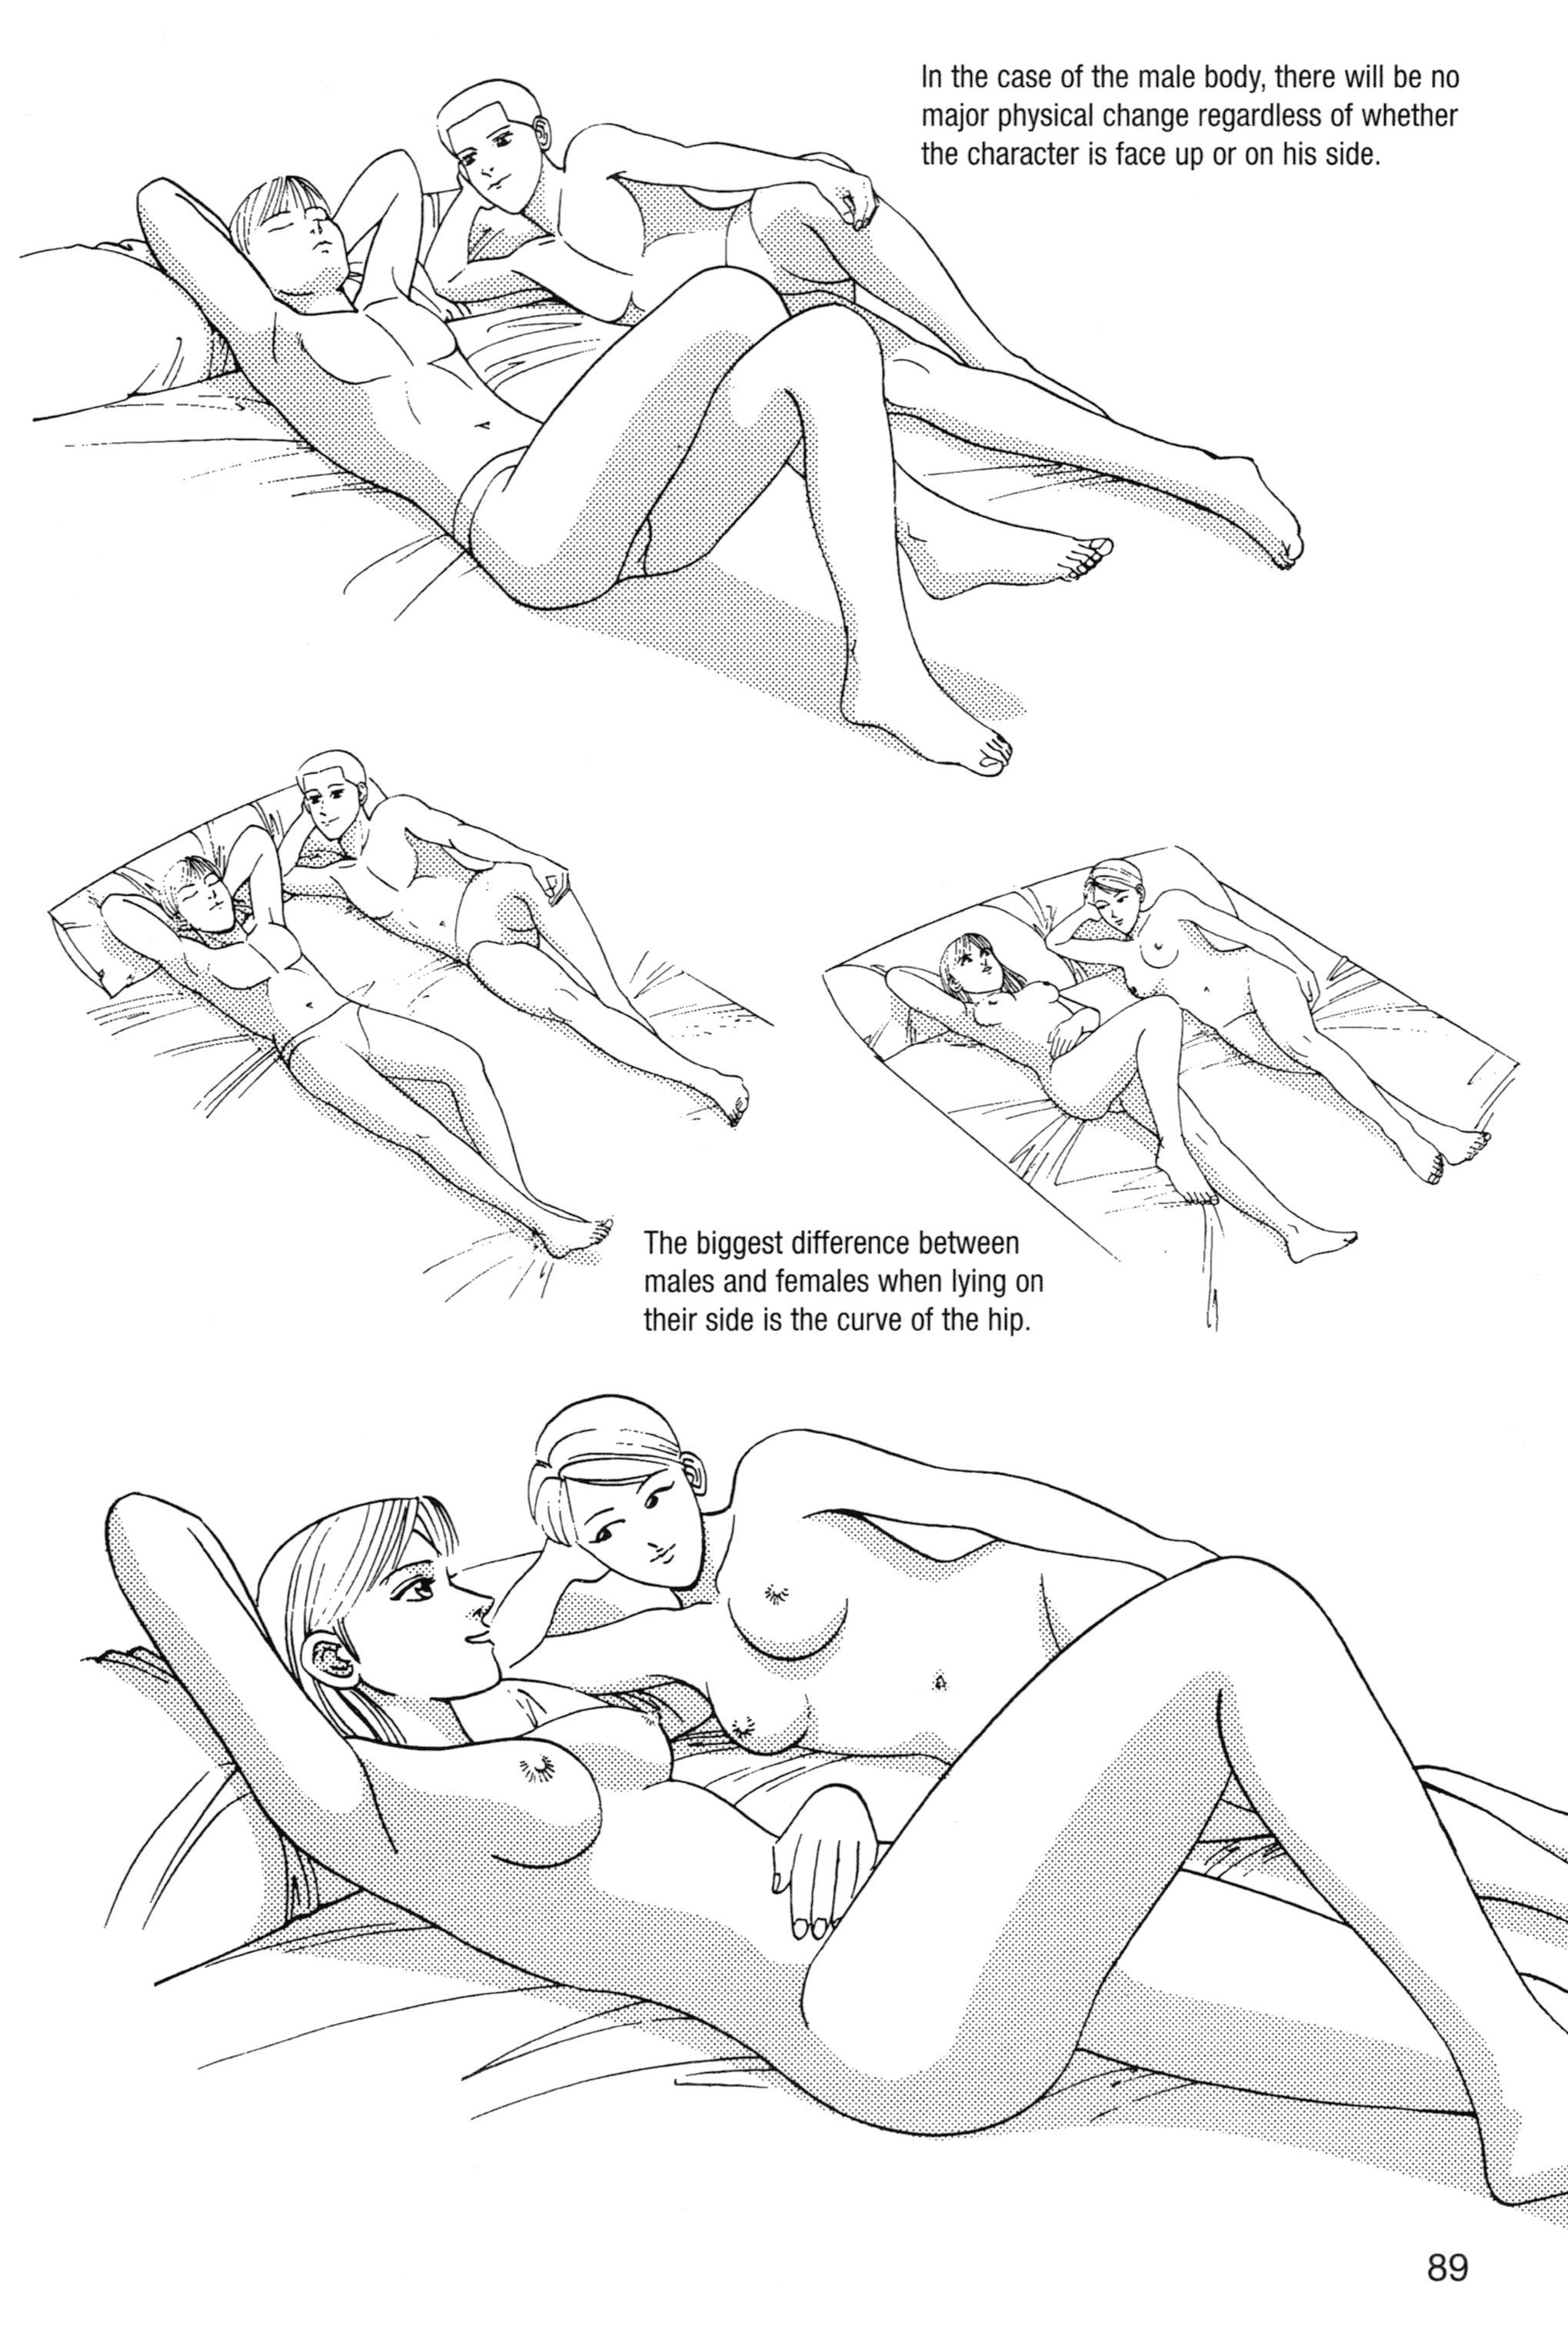 In the case of the male body, there will be no
major physical change regardless of whether
the character is face up or on his side.
The biggest difference between
males and females when lying on
their side is the curve of the hip.
89